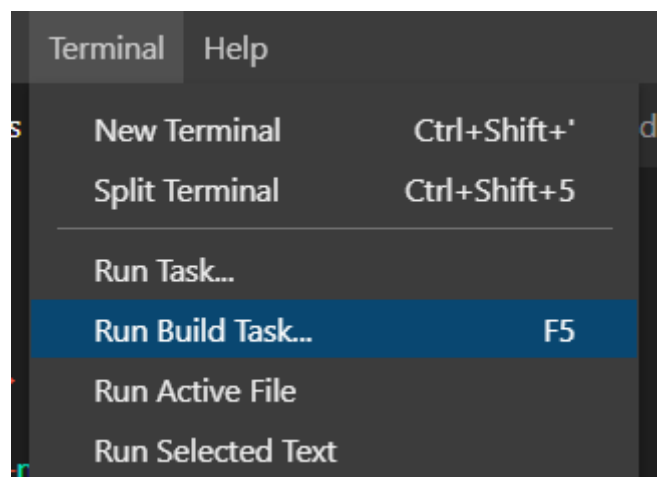 Terminal Help
New Terminal Ctrl+Shift+'
Split Terminal Ctrl+Shift+5
Run Task...
Run Build Task... F5
Run Active File
Run Selected Text